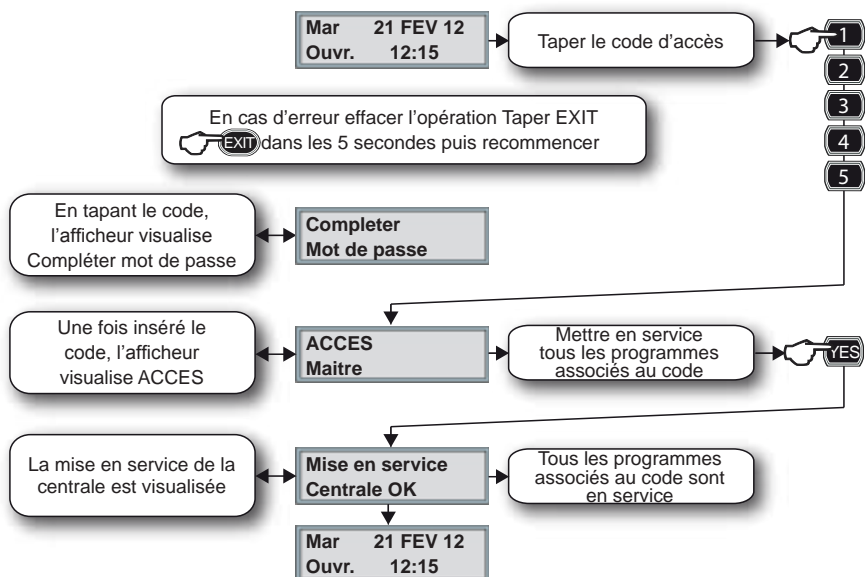 Mar 21 FEV 12
Ouvr. 12:15
Taper le code d'accès
1
2
3
4
5
En cas d'erreur effacer l'opération Taper EXIT
EXIT dans les 5 secondes puis recommencer
En tapant le code,
l'afficheur visualise
Compléter mot de passe
Completer
Mot de passe
Une fois inséré le
code, l'afficheur
visualise ACCES
ACCES
Maitre
Mettre en service
tous les programmes
associés au code
YES
La mise en service de la
centrale est visualisée
Mise en service
Centrale OK
Tous les programmes
associés au code sont
en service
Mar 21 FEV 12
Ouvr. 12:15